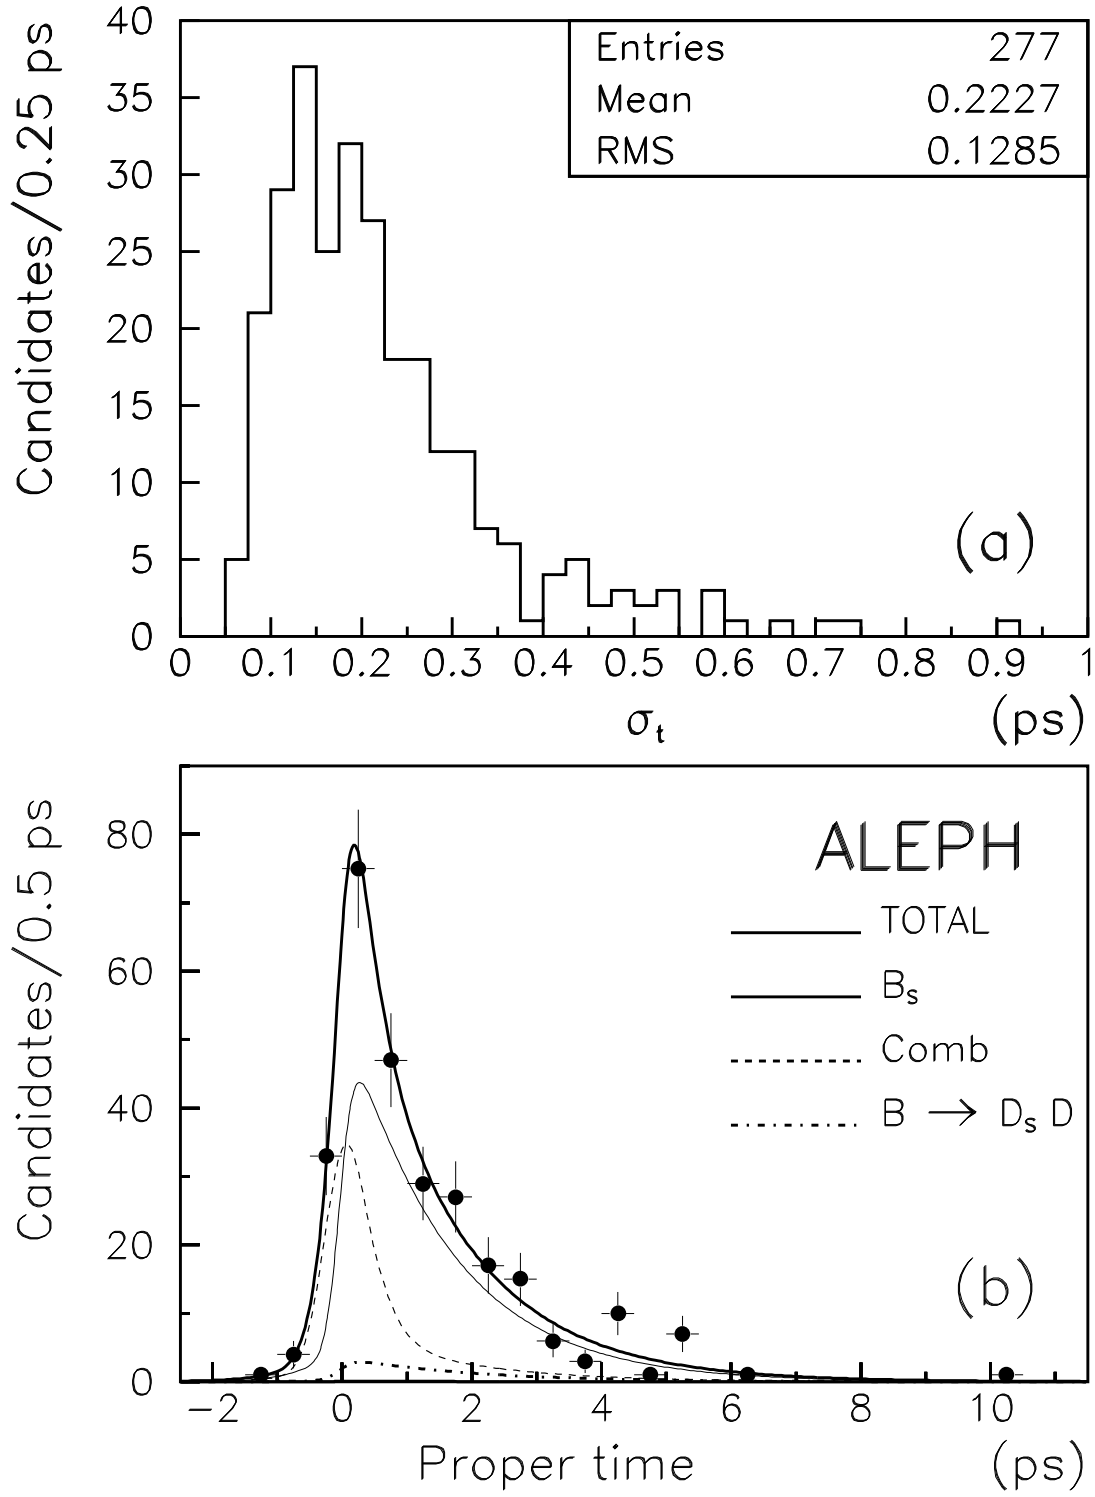 Candidates/0.25 ps
40
35
30
25
20
15
10
5
0
Entries 277
Mean 0.2227
RMS 0.1285
(a)
0 0.1 0.2 0.3 0.4 0.5 0.6 0.7 0.8 0.9 1
σt (ps)
Candidates/0.5 ps
80
60
40
20
0
ALEPH
TOTAL
Bs
Comb
B → Ds D
(b)
−2 0 2 4 6 8 10
Proper time (ps)